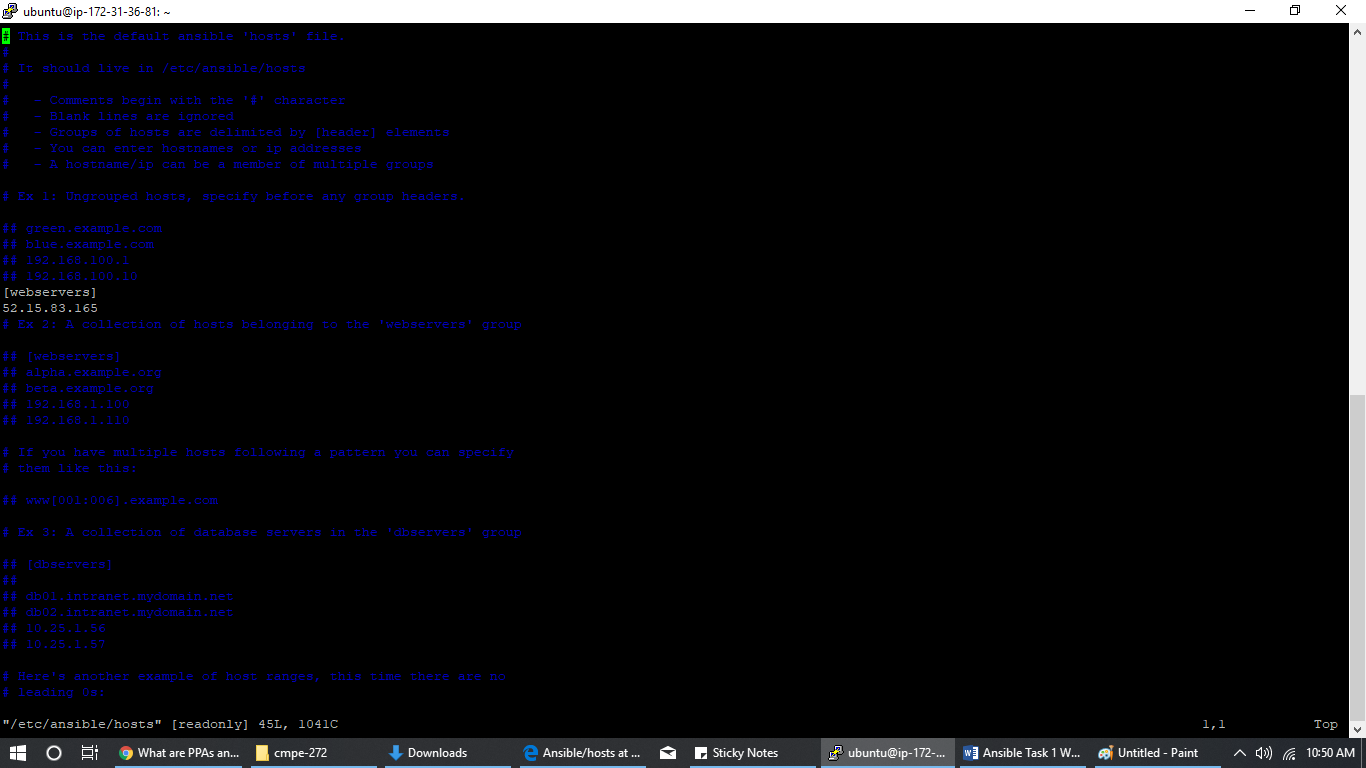 ubuntu@ip-172-31-36-81: ~
# This is the default ansible 'hosts' file.
#
# It should live in /etc/ansible/hosts
#
#   - Comments begin with the '#' character
#   - Blank lines are ignored
#   - Groups of hosts are delimited by [header] elements
#   - You can enter hostnames or ip addresses
#   - A hostname/ip can be a member of multiple groups
# Ex 1: Ungrouped hosts, specify before any group headers.
## green.example.com
## blue.example.com
## 192.168.100.1
## 192.168.100.10
[webservers]
52.15.83.165
# Ex 2: A collection of hosts belonging to the 'webservers' group
## [webservers]
## alpha.example.org
## beta.example.org
## 192.168.1.100
## 192.168.1.110
# If you have multiple hosts following a pattern you can specify
# them like this:
## www[001:006].example.com
# Ex 3: A collection of database servers in the 'dbservers' group
## [dbservers]
##
## db01.intranet.mydomain.net
## db02.intranet.mydomain.net
## 10.25.1.56
## 10.25.1.57
# Here's another example of host ranges, this time there are no
# leading 0s:
"/etc/ansible/hosts" [readonly] 45L, 1041C 1,1 Top
What are PPAs an... cmpe-272 Downloads Ansible/hosts at ... Sticky Notes ubuntu@ip-172-... Ansible Task 1 W... Untitled - Paint 10:50 AM